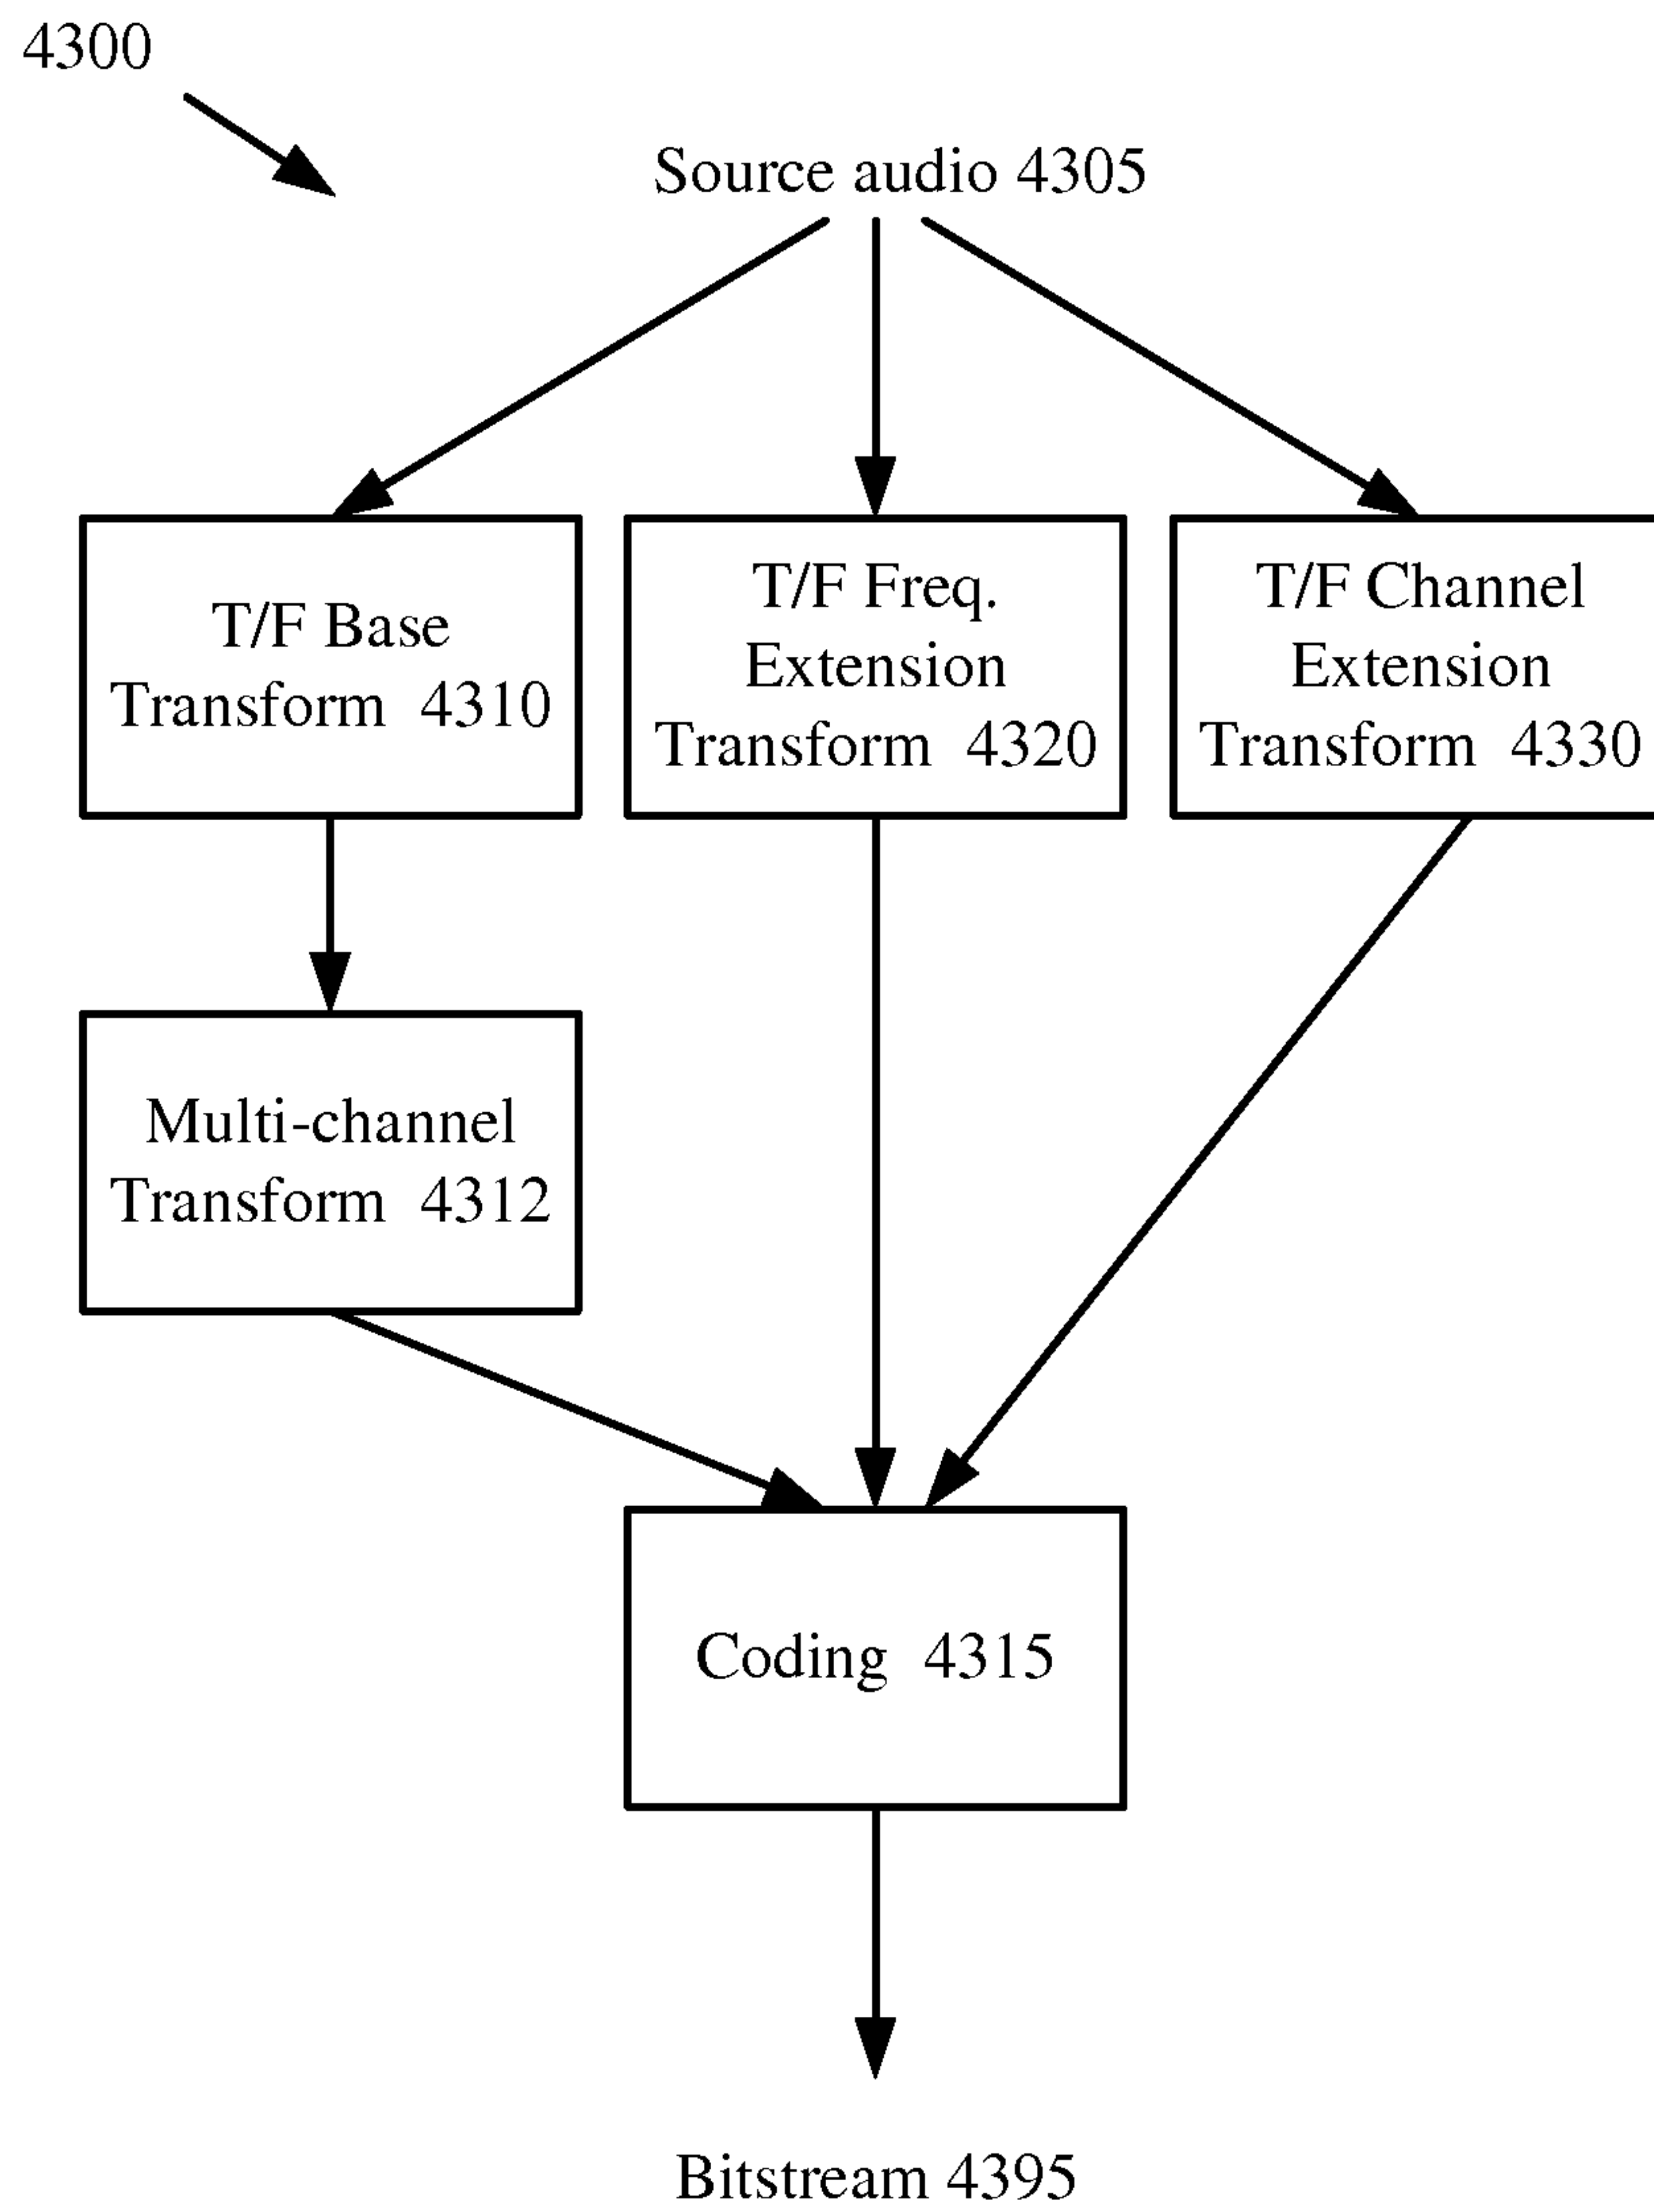 4300
Source audio 4305
T/F Base
Transform 4310
T/F Freq.
Extension
Transform 4320
T/F Channel
Extension
Transform 4330
Multi-channel
Transform 4312
Coding 4315
Bitstream 4395